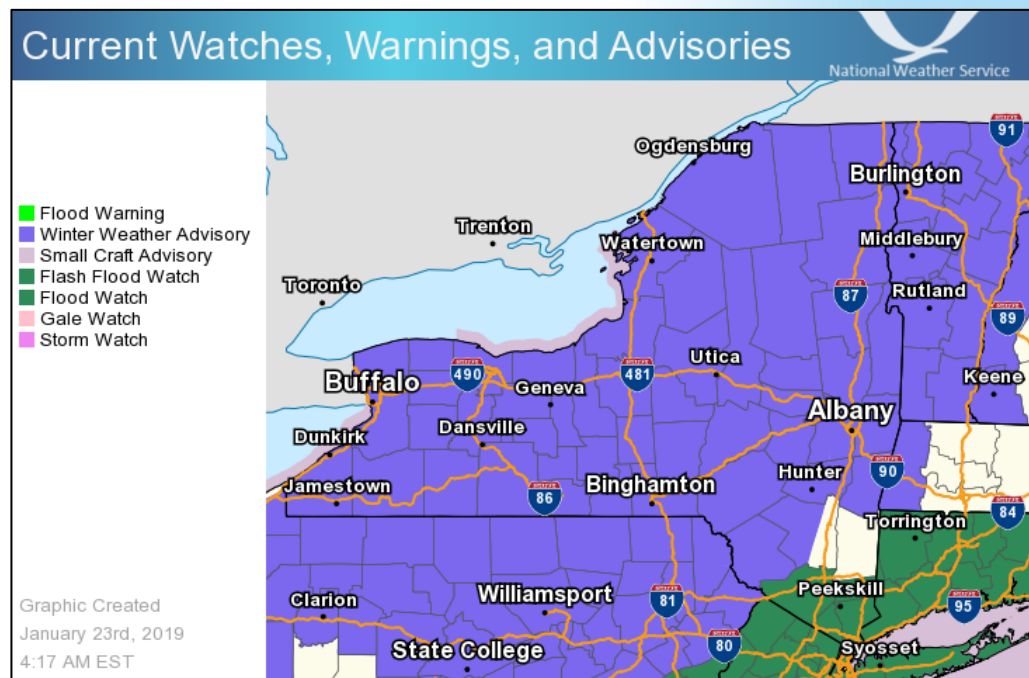 Current Watches, Warnings, and Advisories
National Weather Service
Flood Warning
Winter Weather Advisory
Small Craft Advisory
Flash Flood Watch
Flood Watch
Gale Watch
Storm Watch
Graphic Created
January 23rd, 2019
4:17 AM EST
Ogdensburg
91
Burlington
Trenton
Watertown
Middlebury
Toronto
87
Rutland
89
Utica
490
481
Keene
Buffalo
Geneva
Albany
Dunkirk
Dansville
Hunter
90
Jamestown
86
Binghamton
84
Torrington
Peekskill
Clarion
Williamsport
81
95
80
Syosset
State College